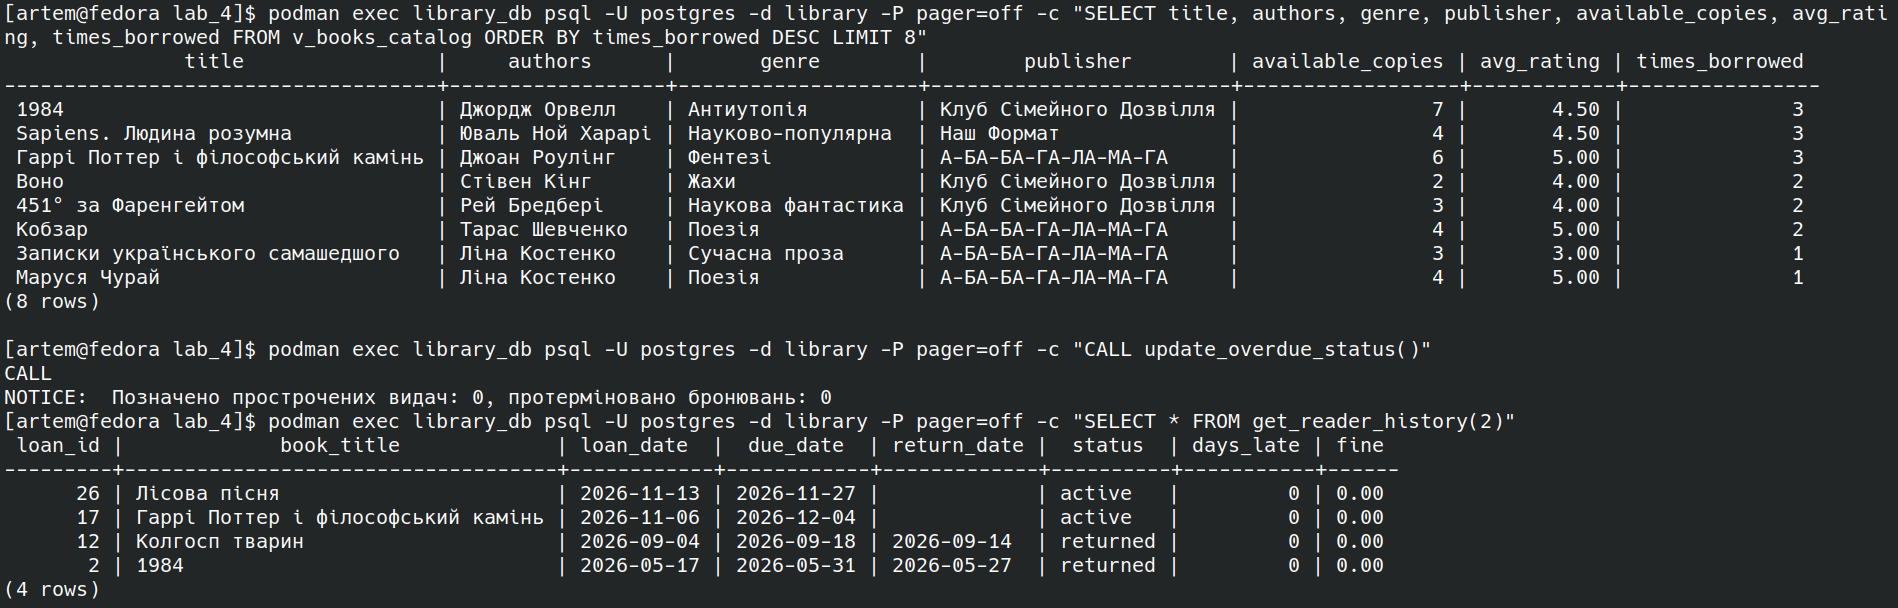 [artem@fedora lab_4]$ podman exec library_db psql -U postgres -d library -P pager=off -c "SELECT title, authors, genre, publisher, available_copies, avg_rati
ng, times_borrowed FROM v_books_catalog ORDER BY times_borrowed DESC LIMIT 8"
               title                |     authors      |       genre        |        publisher        | available_copies | avg_rating | times_borrowed
------------------------------------+------------------+--------------------+-------------------------+------------------+------------+----------------
 1984                               | Джордж Орвелл    | Антиутопія         | Клуб Сімейного Дозвілля |                7 |       4.50 |              3
 Sapiens. Людина розумна            | Юваль Ной Харарі | Науково-популярна  | Наш Формат              |                4 |       4.50 |              3
 Гаррі Поттер і філософський камінь | Джоан Роулінг    | Фентезі            | А-БА-БА-ГА-ЛА-МА-ГА     |                6 |       5.00 |              3
 Воно                               | Стівен Кінг      | Жахи               | Клуб Сімейного Дозвілля |                2 |       4.00 |              2
 451° за Фаренгейтом                | Рей Бредбері     | Наукова фантастика | Клуб Сімейного Дозвілля |                3 |       4.00 |              2
 Кобзар                             | Тарас Шевченко   | Поезія             | А-БА-БА-ГА-ЛА-МА-ГА     |                4 |       5.00 |              2
 Записки українського самашедшого   | Ліна Костенко    | Сучасна проза      | А-БА-БА-ГА-ЛА-МА-ГА     |                3 |       3.00 |              1
 Маруся Чурай                       | Ліна Костенко    | Поезія             | А-БА-БА-ГА-ЛА-МА-ГА     |                4 |       5.00 |              1
(8 rows)

[artem@fedora lab_4]$ podman exec library_db psql -U postgres -d library -P pager=off -c "CALL update_overdue_status()"
CALL
NOTICE:  Позначено прострочених видач: 0, протерміновано бронювань: 0
[artem@fedora lab_4]$ podman exec library_db psql -U postgres -d library -P pager=off -c "SELECT * FROM get_reader_history(2)"
 loan_id |             book_title             | loan_date  |  due_date  | return_date |  status  | days_late | fine
---------+------------------------------------+------------+------------+-------------+----------+-----------+------
      26 | Лісова пісня                       | 2026-11-13 | 2026-11-27 |             | active   |         0 | 0.00
      17 | Гаррі Поттер і філософський камінь | 2026-11-06 | 2026-12-04 |             | active   |         0 | 0.00
      12 | Колгосп тварин                     | 2026-09-04 | 2026-09-18 | 2026-09-14  | returned |         0 | 0.00
       2 | 1984                               | 2026-05-17 | 2026-05-31 | 2026-05-27  | returned |         0 | 0.00
(4 rows)